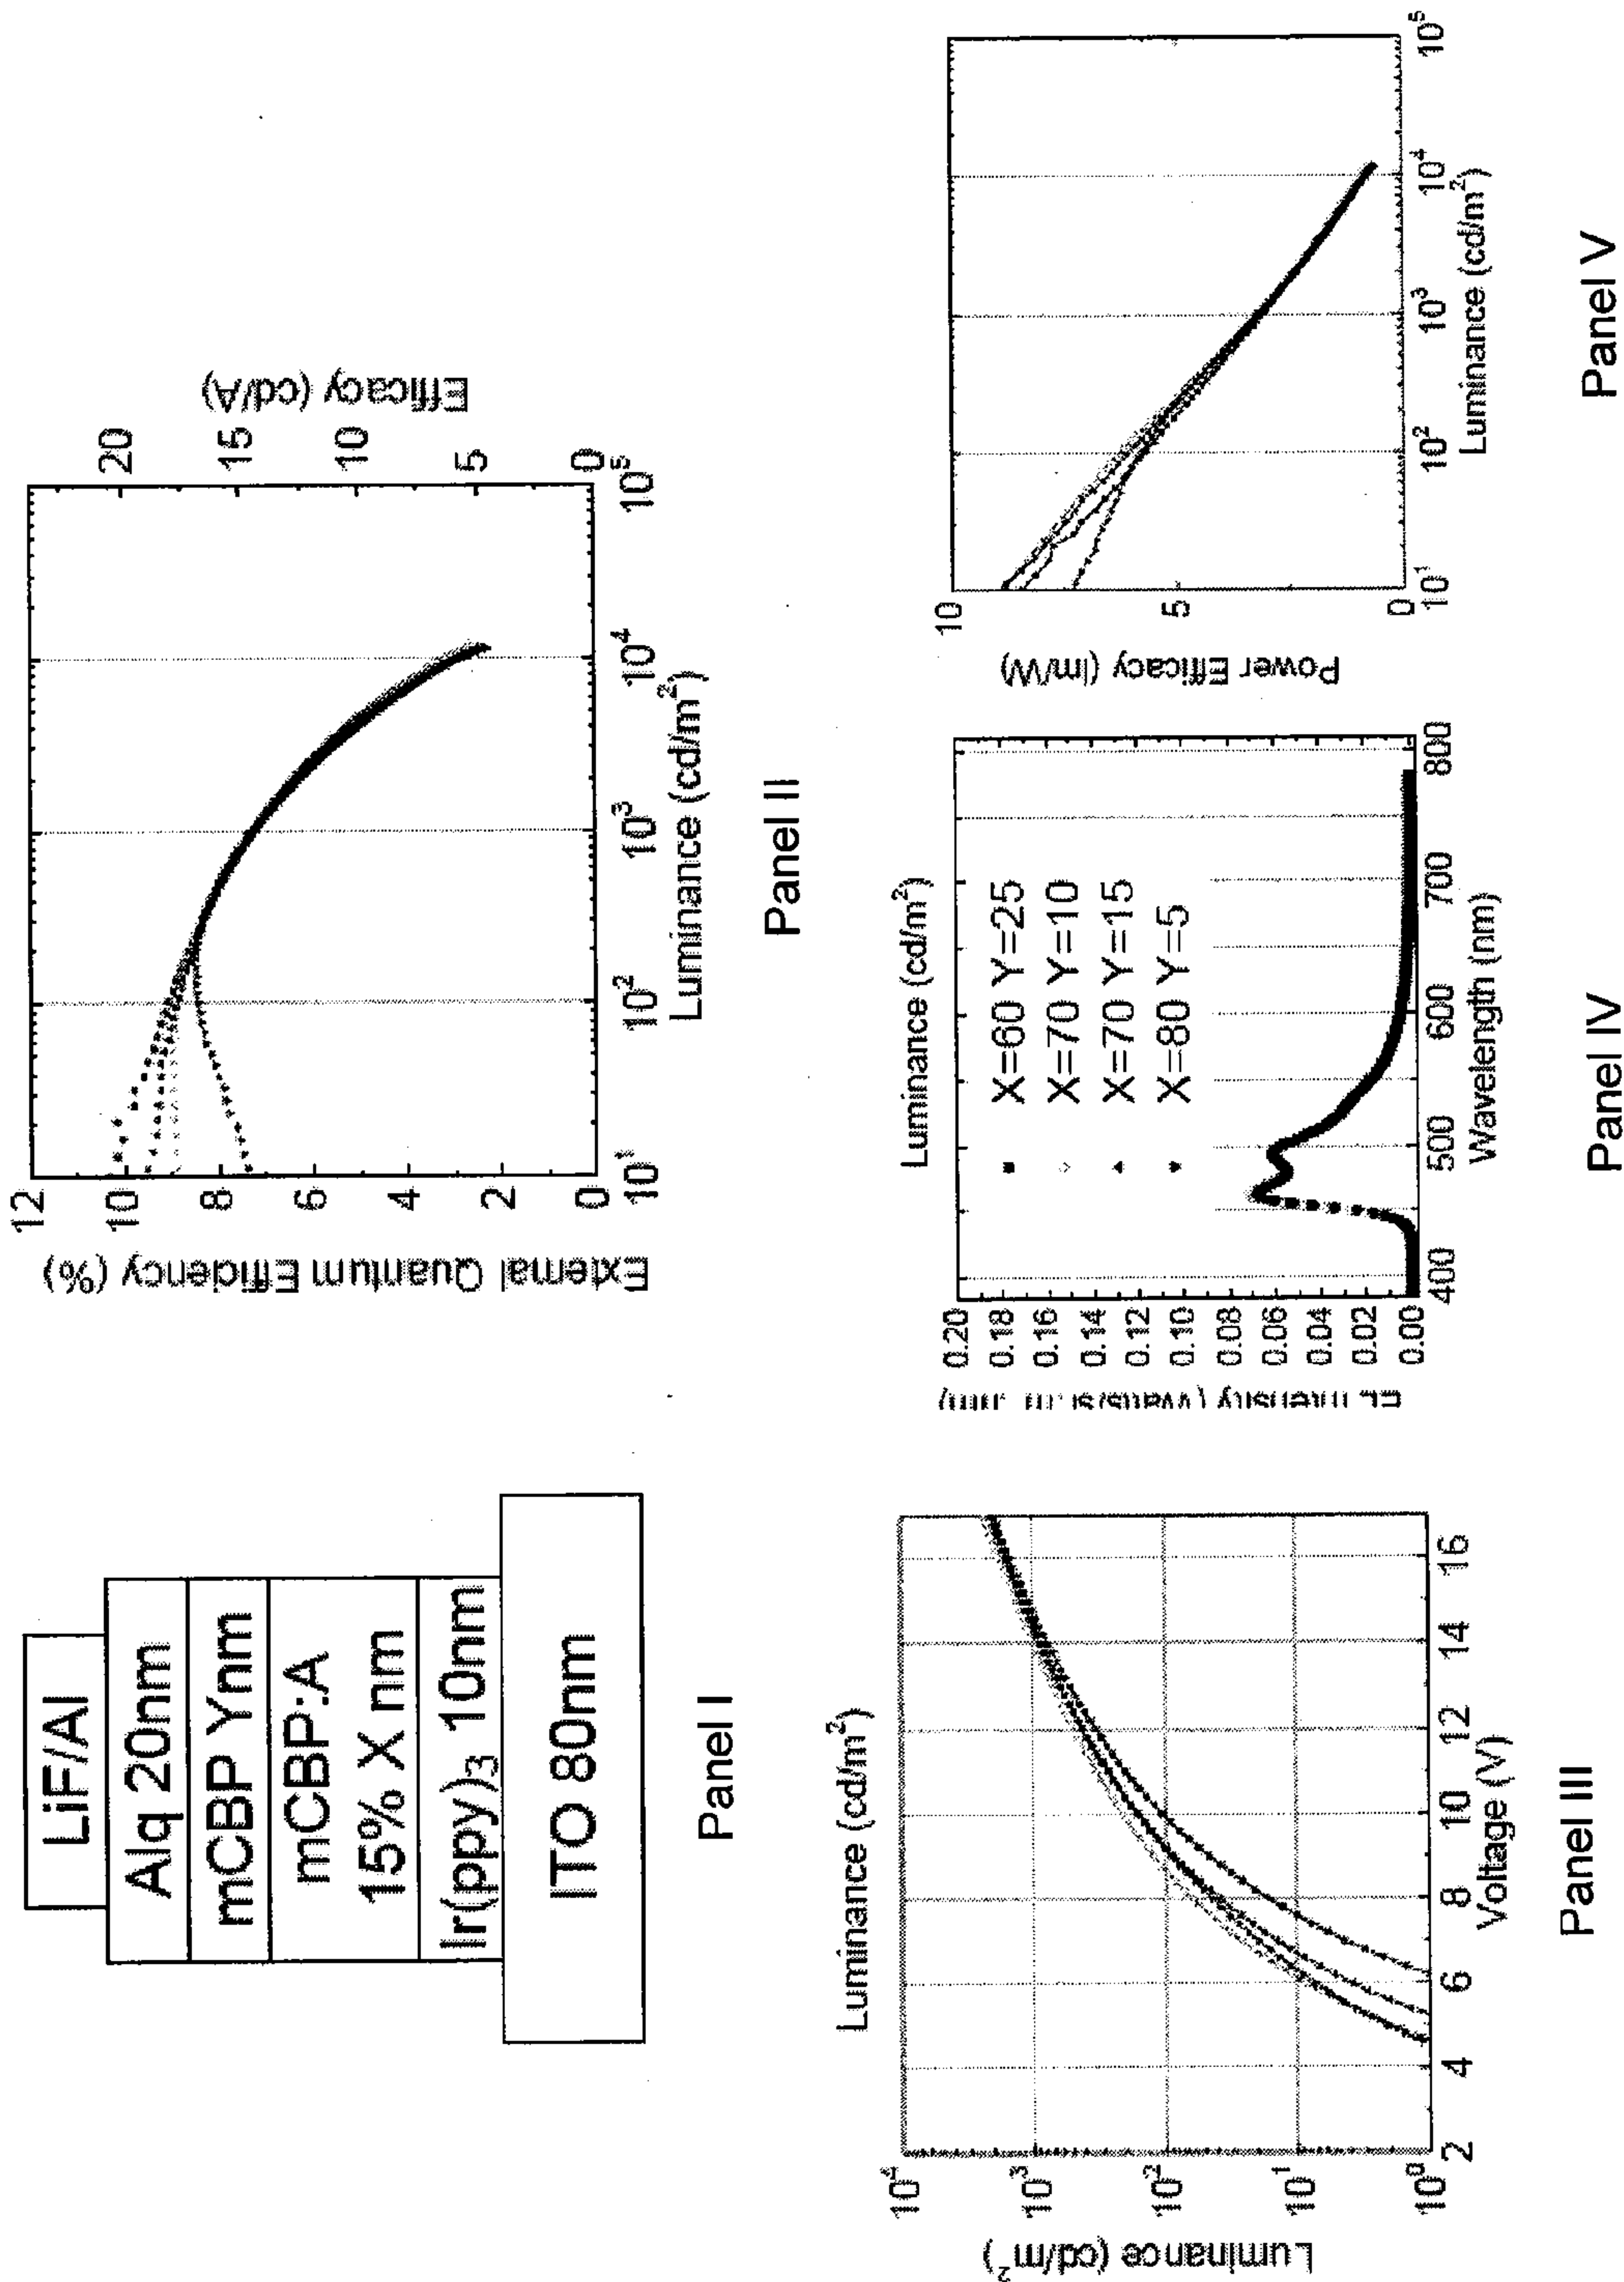 LiF/Al
Alq 20nm
mCBP Ynm
mCBP:A
15% X nm
Ir(ppy)₃ 10nm
ITO 80nm
Panel I
External Quantum Efficiency (%)
12
10
8
6
4
2
0
10¹
10²
10³
10⁴
10⁵
Luminance (cd/m²)
20
15
10
5
0
Efficacy (cd/A)
Panel II
Luminance (cd/m²)
Luminance (cd/m²)
10⁴
10³
10²
10¹
10⁰
2
4
6
8
10
12
14
16
Voltage (V)
Panel III
Luminance (cd/m²)
X=60 Y=25
X=70 Y=10
X=70 Y=15
X=80 Y=5
0.20
0.18
0.16
0.14
0.12
0.10
0.08
0.06
0.04
0.02
0.00
400
500
600
700
800
Wavelength (nm)
Panel IV
Power Efficacy (lm/W)
10
5
0
10¹
10²
10³
10⁴
10⁵
Luminance (cd/m²)
Panel V